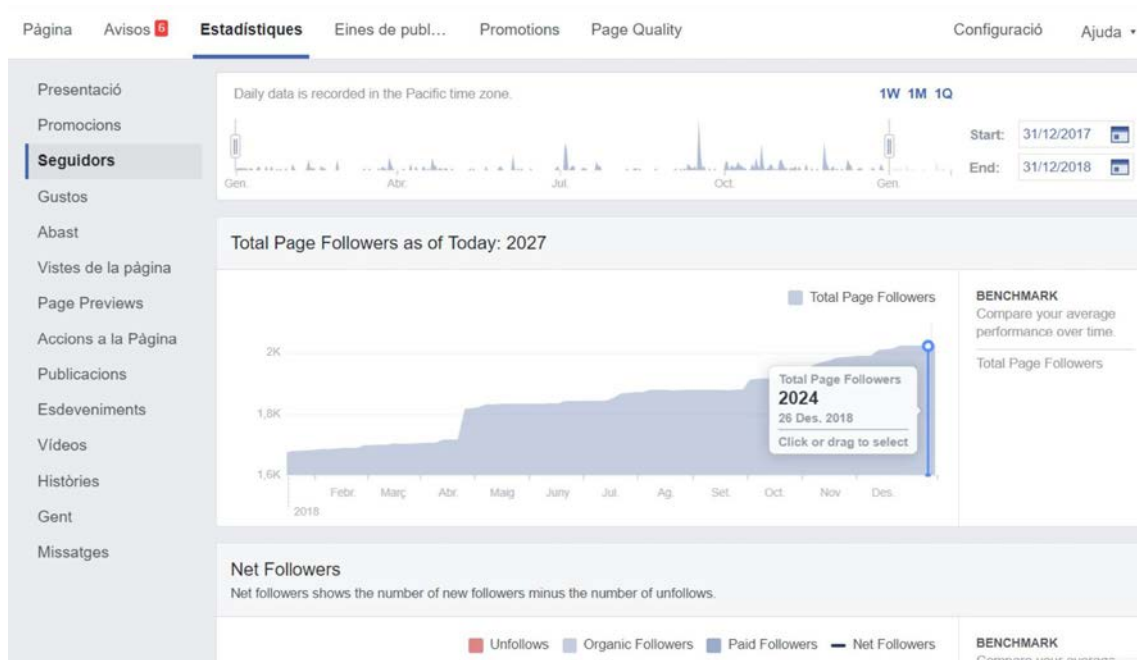 Pàgina Avisos 6 Estadístiques Eines de publ... Promotions Page Quality Configuració Ajuda
Presentació
Promocions
Seguidors
Gustos
Abast
Vistes de la pàgina
Page Previews
Accions a la Pàgina
Publicacions
Esdeveniments
Vídeos
Històries
Gent
Missatges
Daily data is recorded in the Pacific time zone.
1W 1M 1Q
Start: 31/12/2017
End: 31/12/2018
Gen. Abr. Jul. Oct. Gen.
Total Page Followers as of Today: 2027
Total Page Followers
2K
1,8K
1,6K
Febr. Març Abr. Maig Juny Jul. Ag. Set. Oct. Nov Des.
2018
Total Page Followers
2024
26 Des. 2018
Click or drag to select
BENCHMARK
Compare your average
performance over time.
Total Page Followers
Net Followers
Net followers shows the number of new followers minus the number of unfollows.
Unfollows Organic Followers Paid Followers Net Followers
BENCHMARK
Compare your average